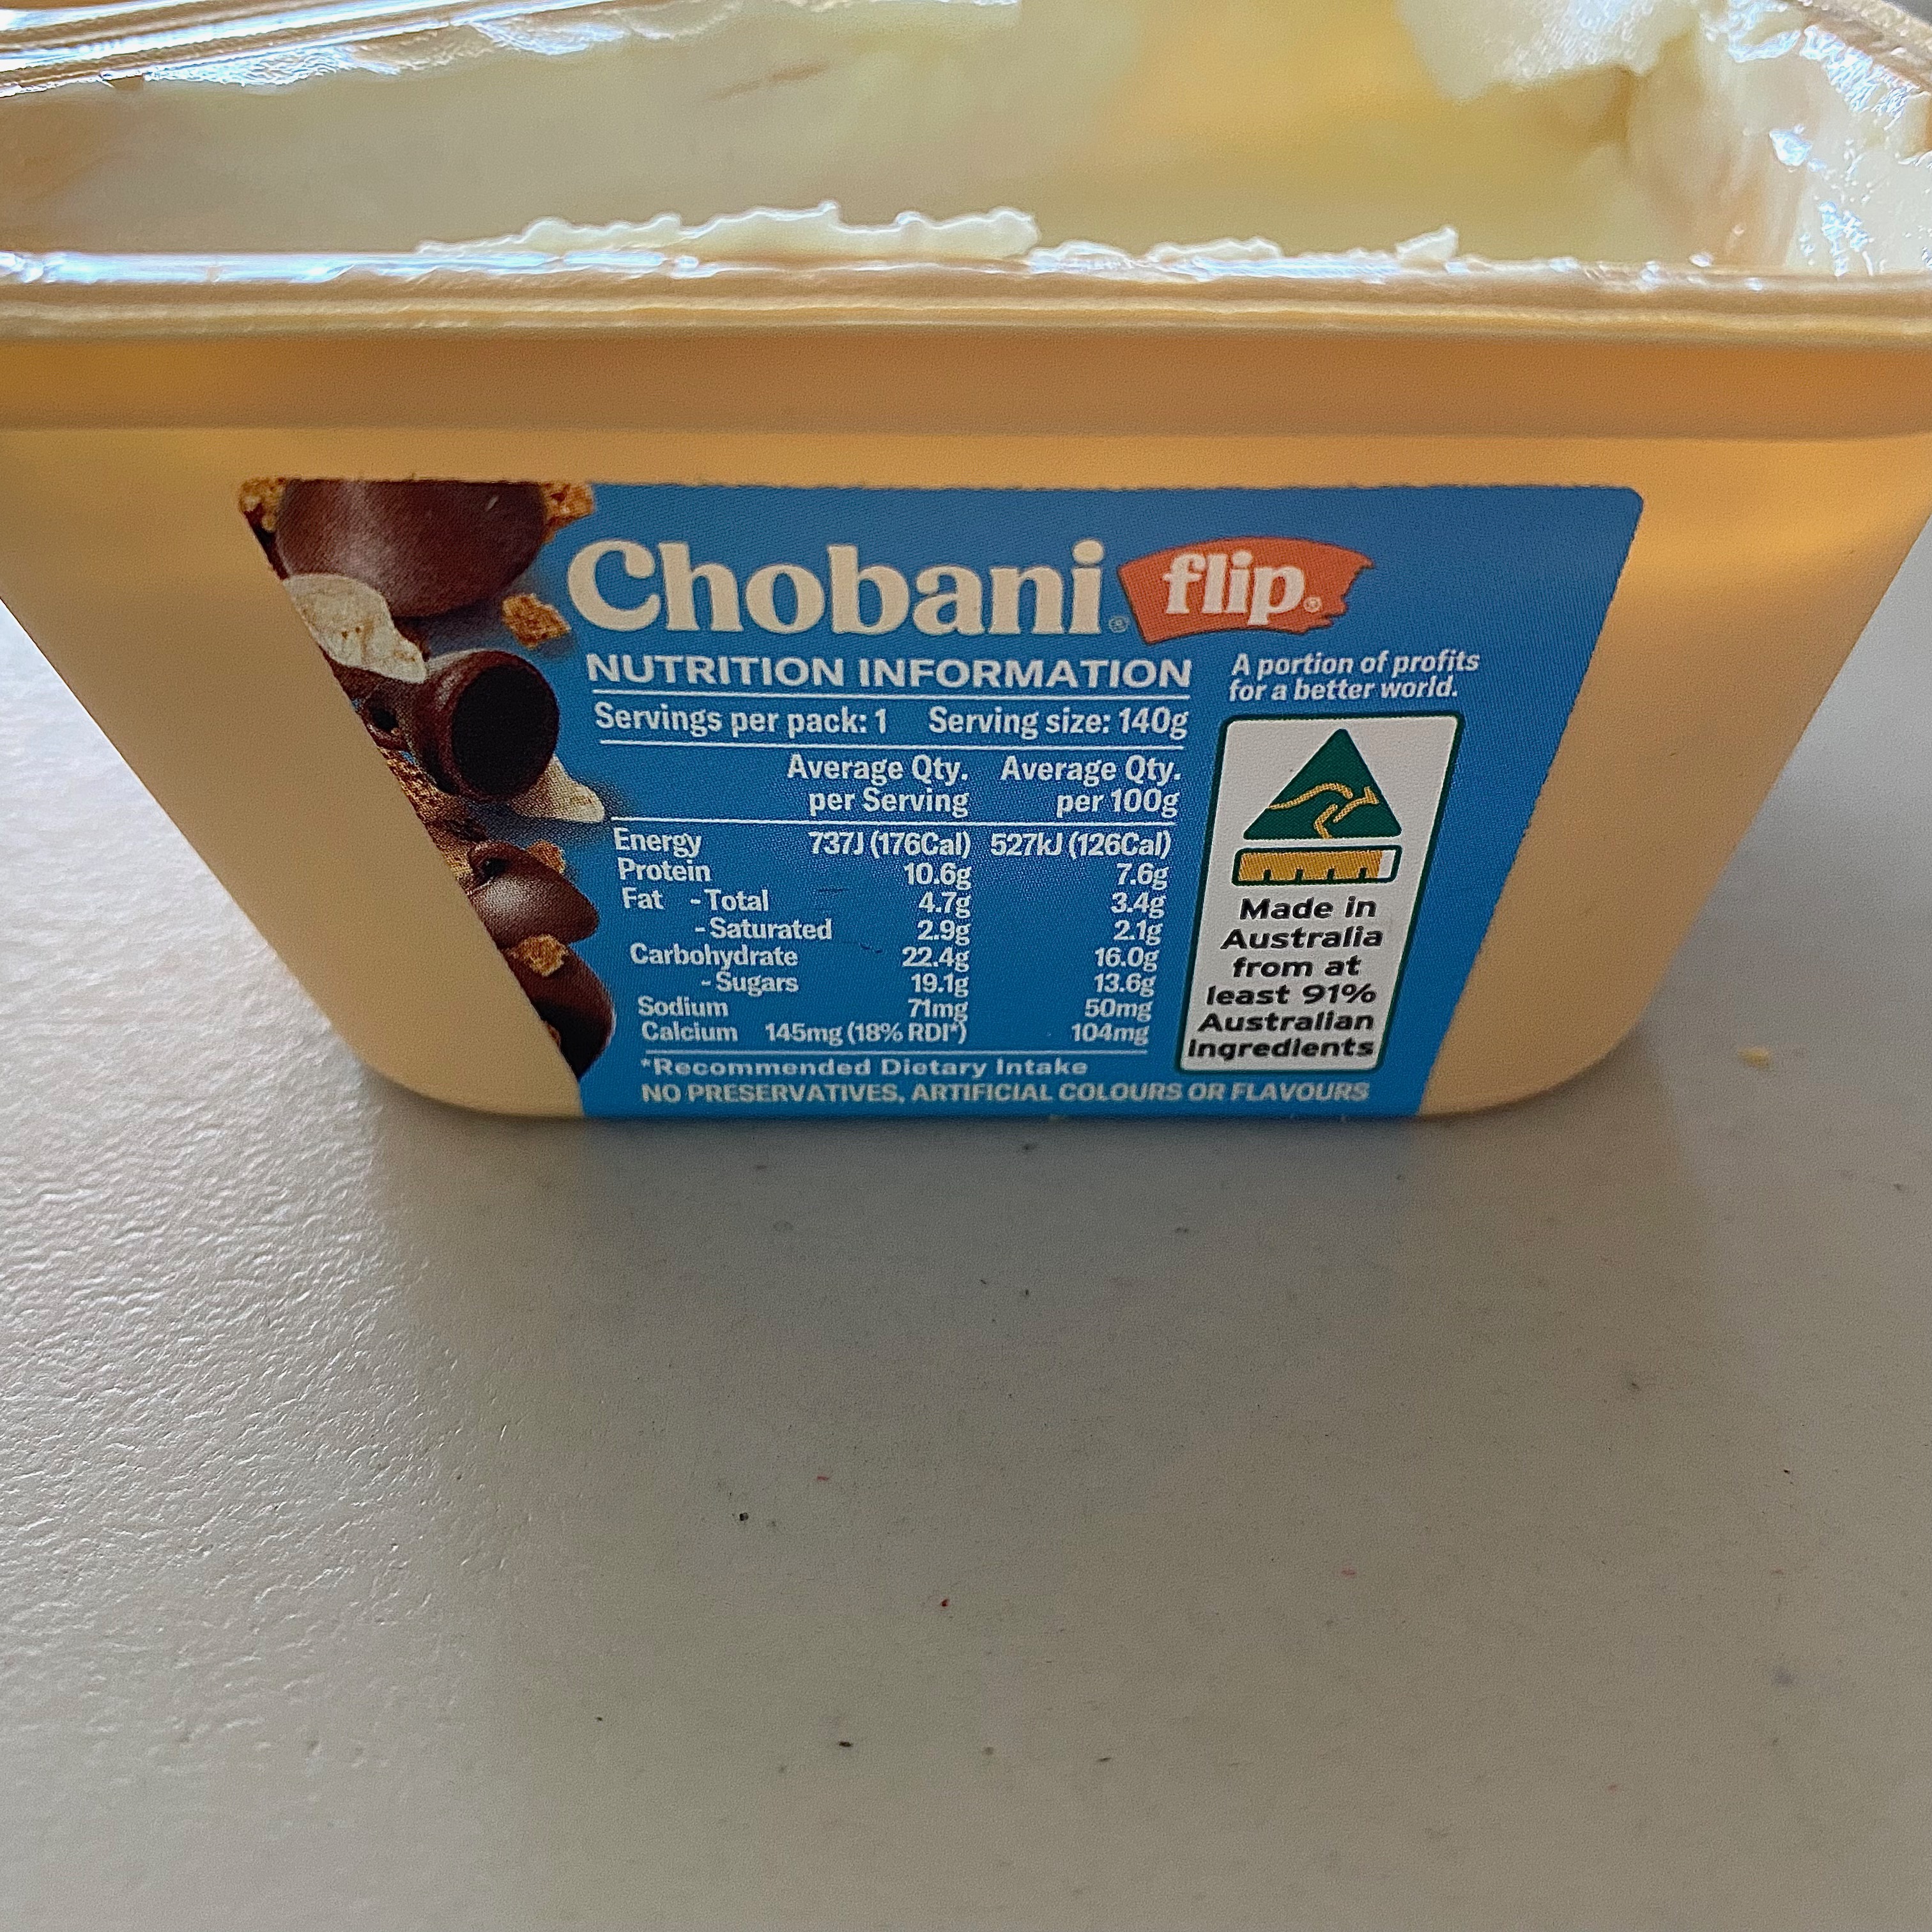 Chobani® flip®
NUTRITION INFORMATION
Servings per pack: 1 Serving size: 140g
Average Qty. Average Qty.
per Serving per 100g
Energy 737J (176Cal) 527kJ (126Cal)
Protein 10.6g 7.6g
Fat - Total 4.7g 3.4g
- Saturated 2.9g 2.1g
Carbohydrate 22.4g 16.0g
- Sugars 19.1g 13.6g
Sodium 71mg 50mg
Calcium 145mg (18% RDI*) 104mg
*Recommended Dietary Intake
NO PRESERVATIVES, ARTIFICIAL COLOURS OR FLAVOURS
A portion of profits
for a better world.
Made in
Australia
from at
least 91%
Australian
ingredients